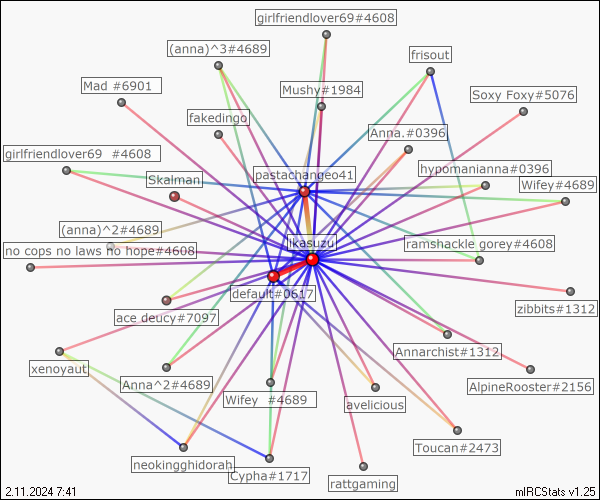 girlfriendlover69#4608
(anna)^3#4689
frisout
Mad #6901
Mushy#1984
Soxy Foxy#5076
fakedingo
Anna.#0396
girlfriendlover69  #4608
pastachangeo41
hypomanianna#0396
Skalman
Wifey#4689
(anna)^2#4689
ikasuzu
ramshackle gorey#4608
no cops no laws no hope#4608
default#0617
zibbits#1312
ace deucy#7097
Annarchist#1312
xenoyaut
Anna^2#4689
AlpineRooster#2156
Wifey  #4689
avelicious
Toucan#2473
neokingghidorah
Cypha#1717
rattgaming
2.11.2024 7:41
mIRCStats v1.25